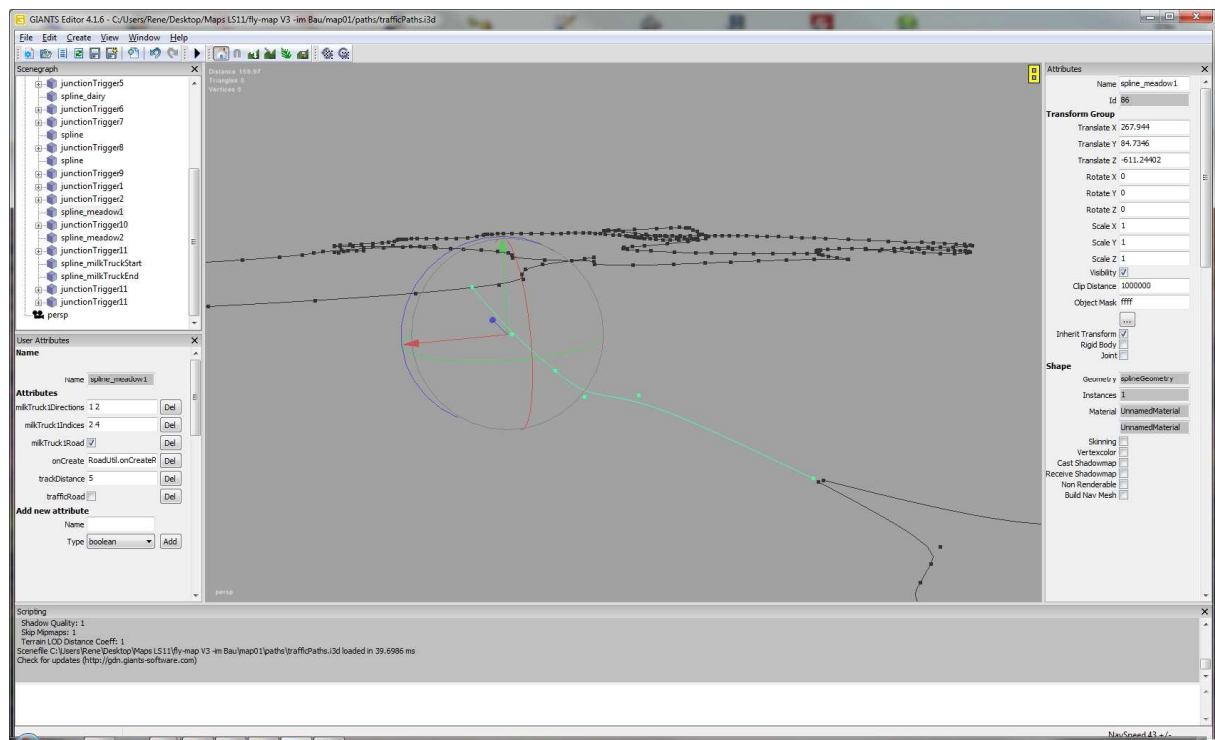 GIANTS Editor 4.1.6 - C:/Users/Rene/Desktop/Maps LS11/fly-map V3 -im Bau/map01/paths/trafficPaths.i3d
File Edit Create View Window Help
Scenegraph
junctionTrigger5
spline_dairy
junctionTrigger6
junctionTrigger7
spline
junctionTrigger8
spline
junctionTrigger9
junctionTrigger1
junctionTrigger2
spline_meadow1
junctionTrigger10
spline_meadow2
junctionTrigger11
spline_milkTruckStart
spline_milkTruckEnd
junctionTrigger11
junctionTrigger11
persp
User Attributes
Name
Name spline_meadow1
Attributes
milkTruck1Directions 1 2 Del
milkTruck1Indices 2 4 Del
milkTruck1Road Del
onCreate RoadUtil.onCreateR Del
trackDistance 5 Del
trafficRoad Del
Add new attribute
Name
Type boolean Add
Distance 159.97
Triangles 0
Vertices 0
persp
Attributes
Name spline_meadow1
Id 86
Transform Group
Translate X 267.944
Translate Y 84.7346
Translate Z -611.24402
Rotate X 0
Rotate Y 0
Rotate Z 0
Scale X 1
Scale Y 1
Scale Z 1
Visibility
Clip Distance 1000000
Object Mask ffff
...
Inherit Transform
Rigid Body
Joint
Shape
Geometry splineGeometry
Instances 1
Material UnnamedMaterial
UnnamedMaterial
Skinning
Vertexcolor
Cast Shadowmap
Receive Shadowmap
Non Renderable
Build Nav Mesh
Scripting
Shadow Quality: 1
Skip Mipmaps: 1
Terrain LOD Distance Coeff: 1
Scenefile C:\Users\Rene\Desktop\Maps LS11\fly-map V3 -im Bau\map01\paths\trafficPaths.i3d loaded in 39.6986 ms
Check for updates (http://gdn.giants-software.com)
NavSpeed 43 +/-